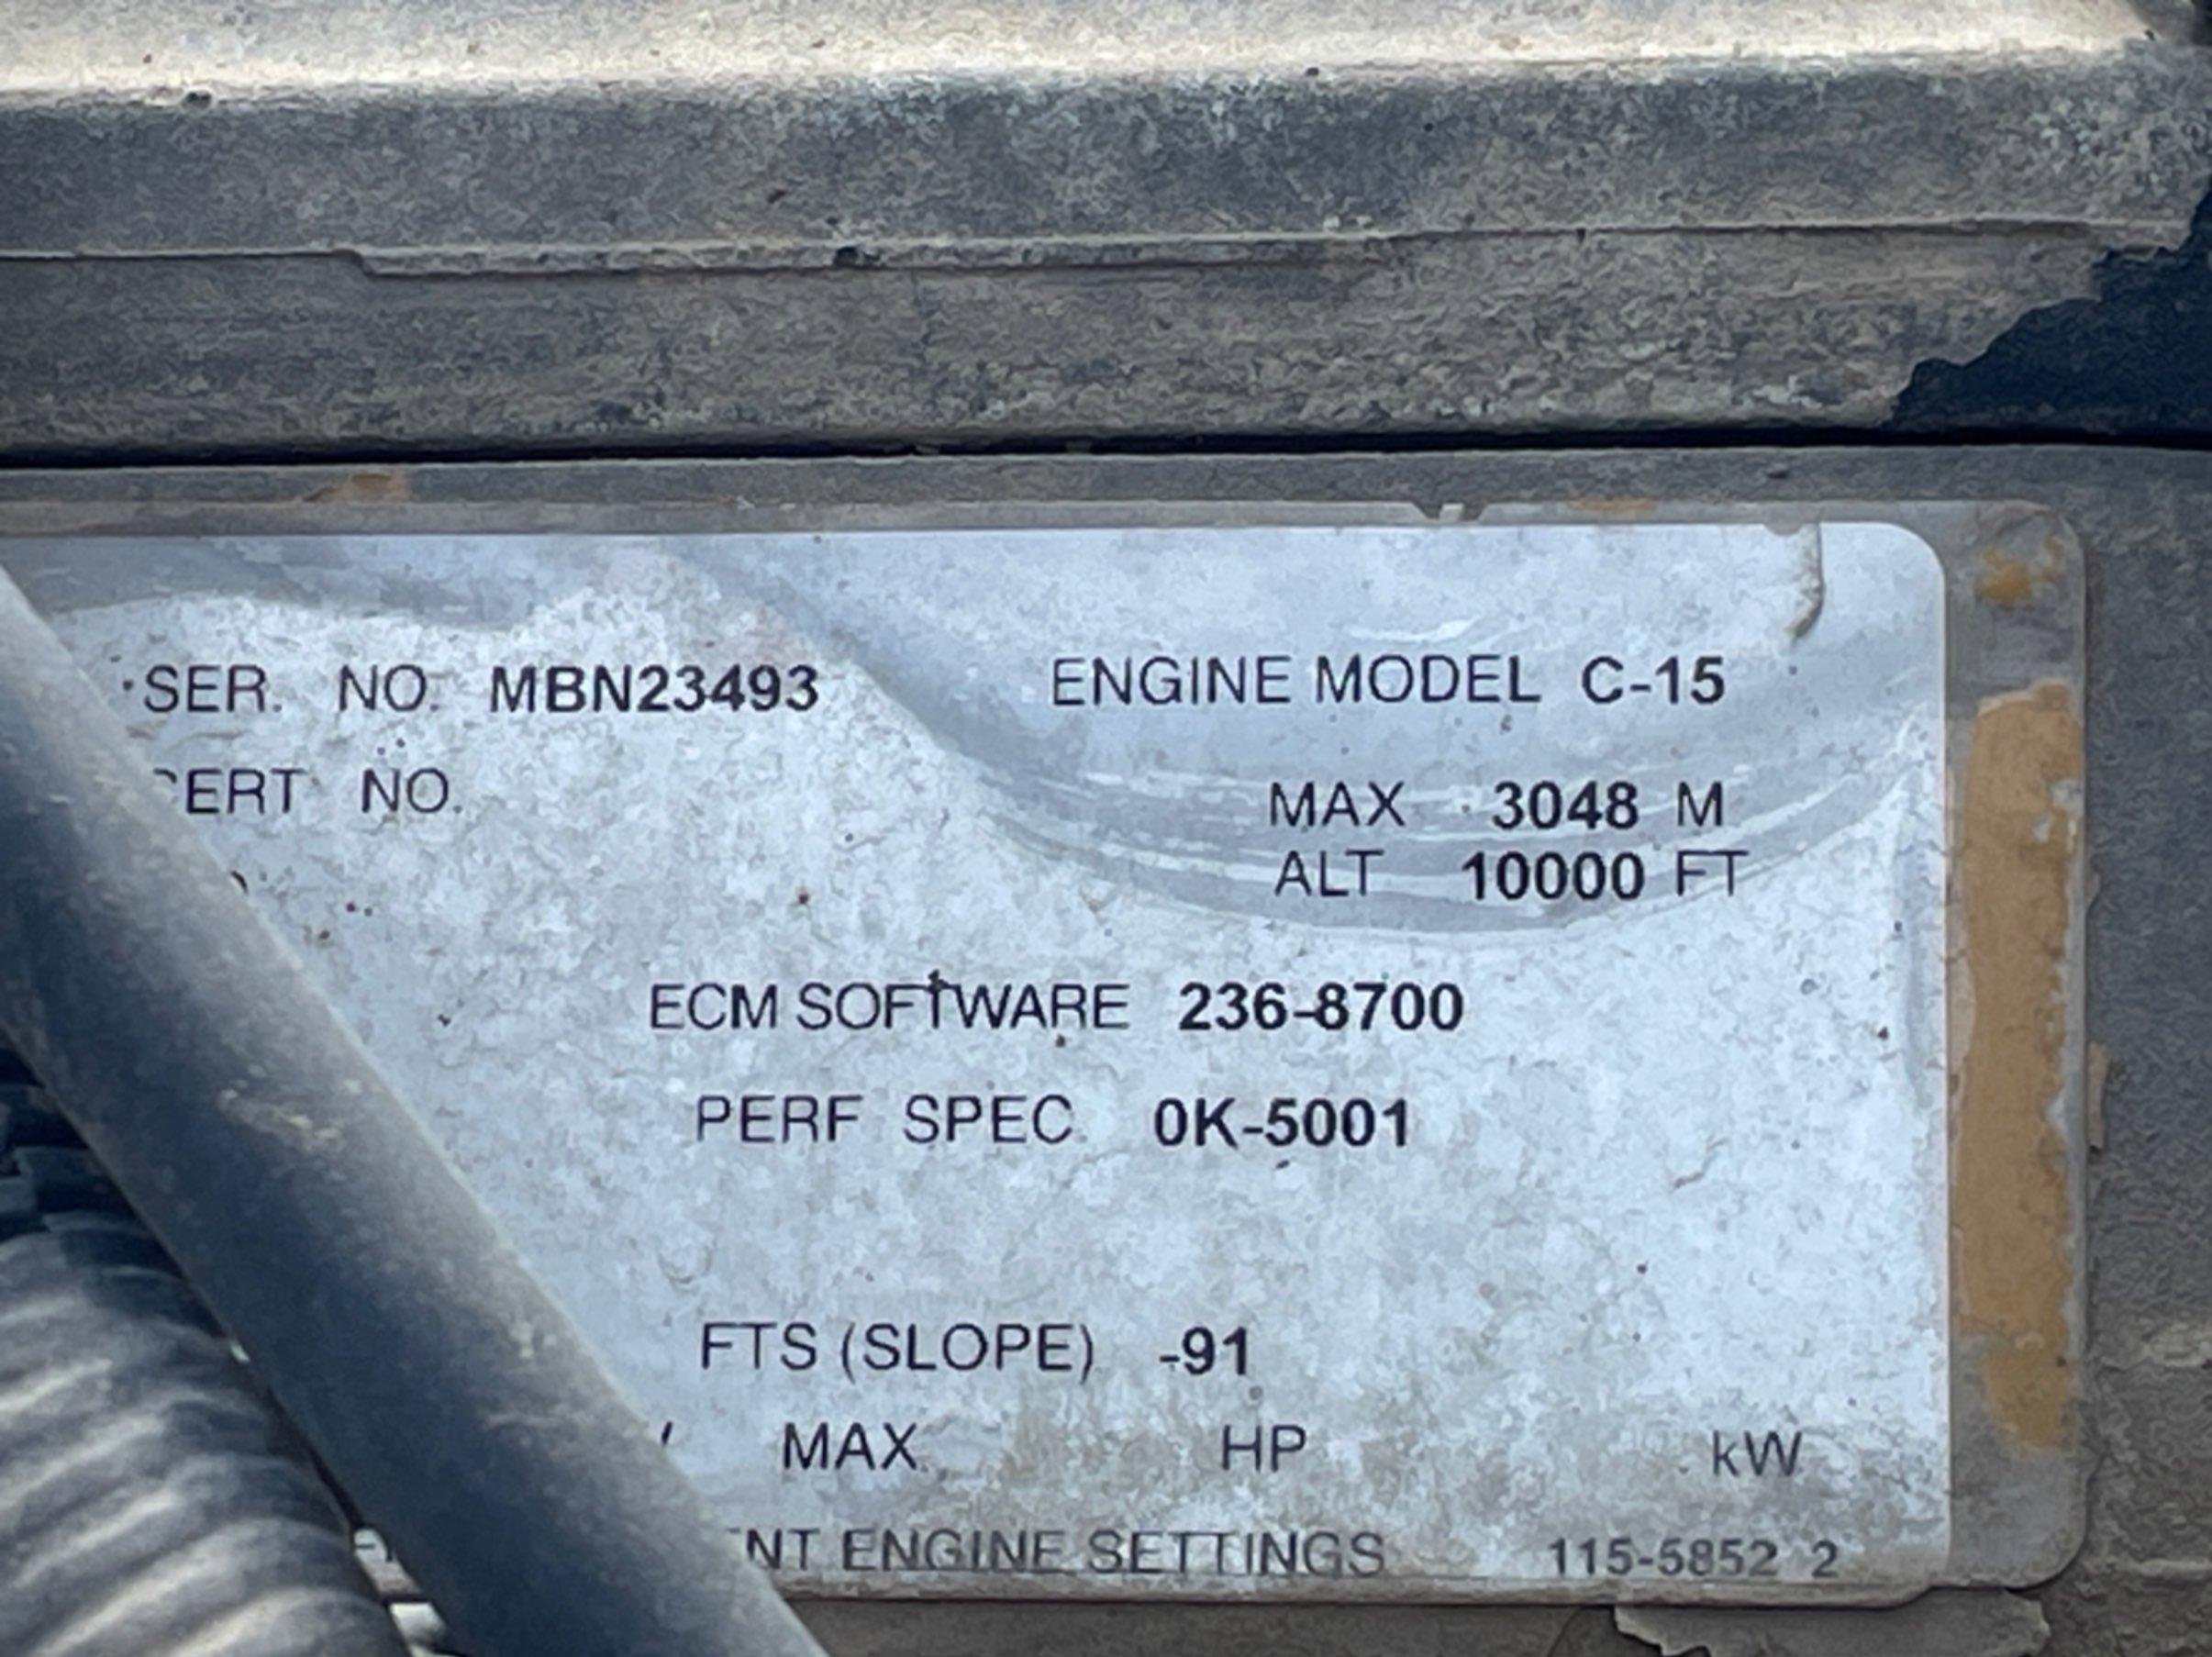 SER. NO. MBN23493 ENGINE MODEL C-15
CERT NO.
MAX 3048 M
ALT 10000 FT
ECM SOFTWARE 236-8700
PERF SPEC. 0K-5001
FTS (SLOPE) -91
MAX HP kW
ENGINE SETTINGS 115-5852 2